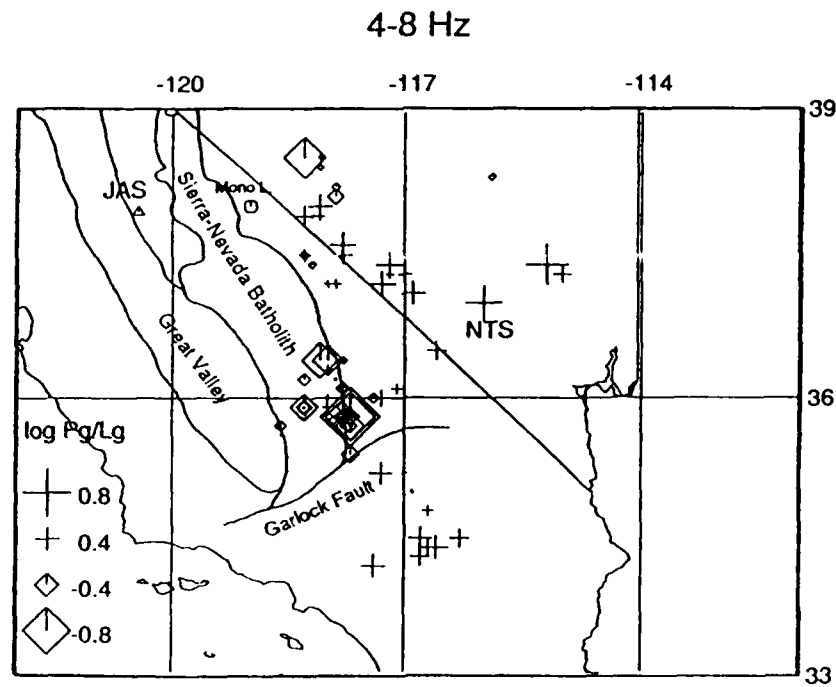 4-8 Hz
-120 -117 -114
39
JAS
Mono L.
Sierra-Nevada Batholith
NTS
Great Valley
36
log Pg/Lg
0.8
0.4
-0.4
-0.8
Garlock Fault
33